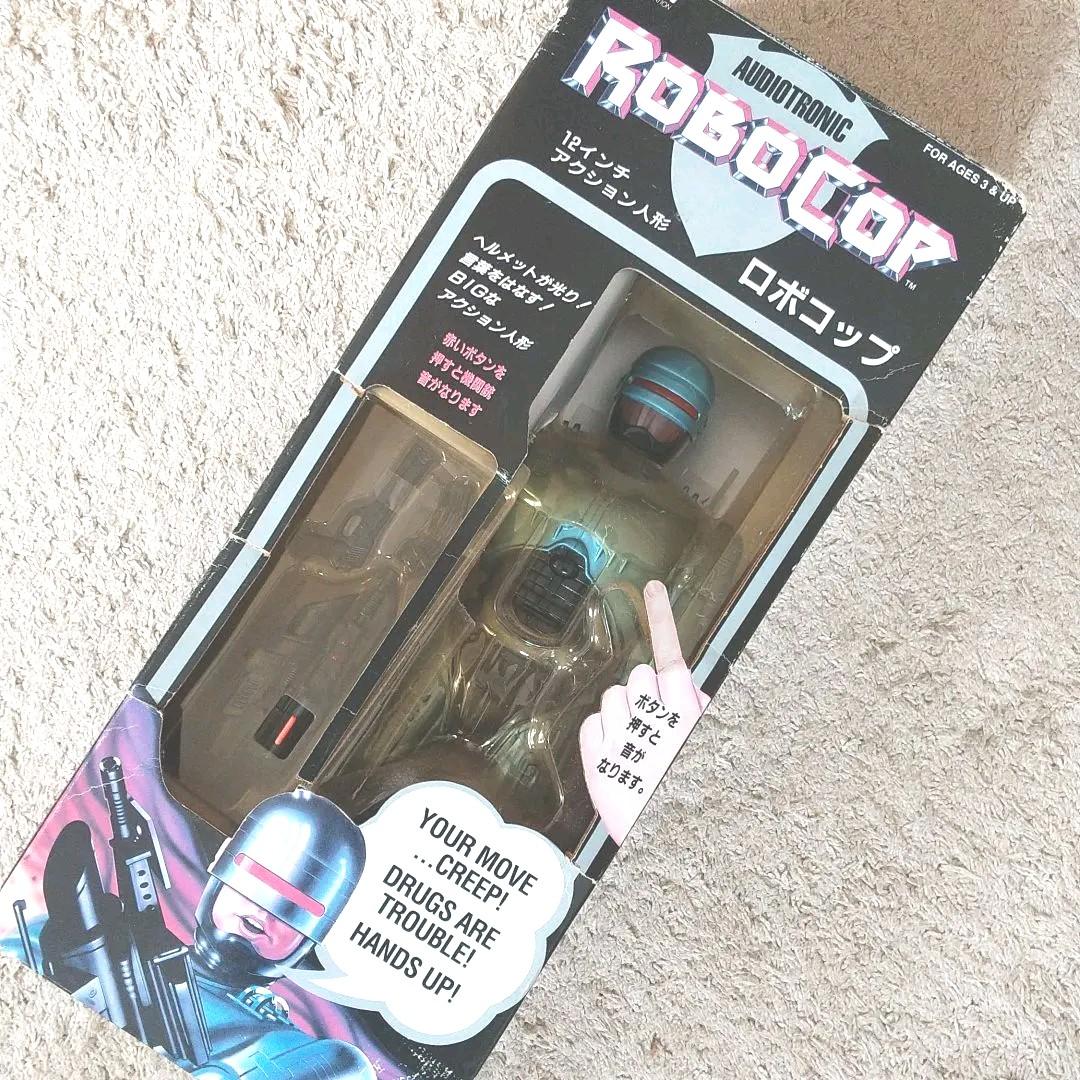 AUDIOTRONIC
ROBOCOP
TM
FOR AGES 3 & UP
12インチ
アクション人形
ロボコップ
ヘルメットが光り!
言葉をはなす!
BIGな
アクション人形
赤いボタンを
押すと機関銃
音がなります
ボタンを
押すと
音が
なります。
YOUR MOVE
...CREEP!
DRUGS ARE
TROUBLE!
HANDS UP!